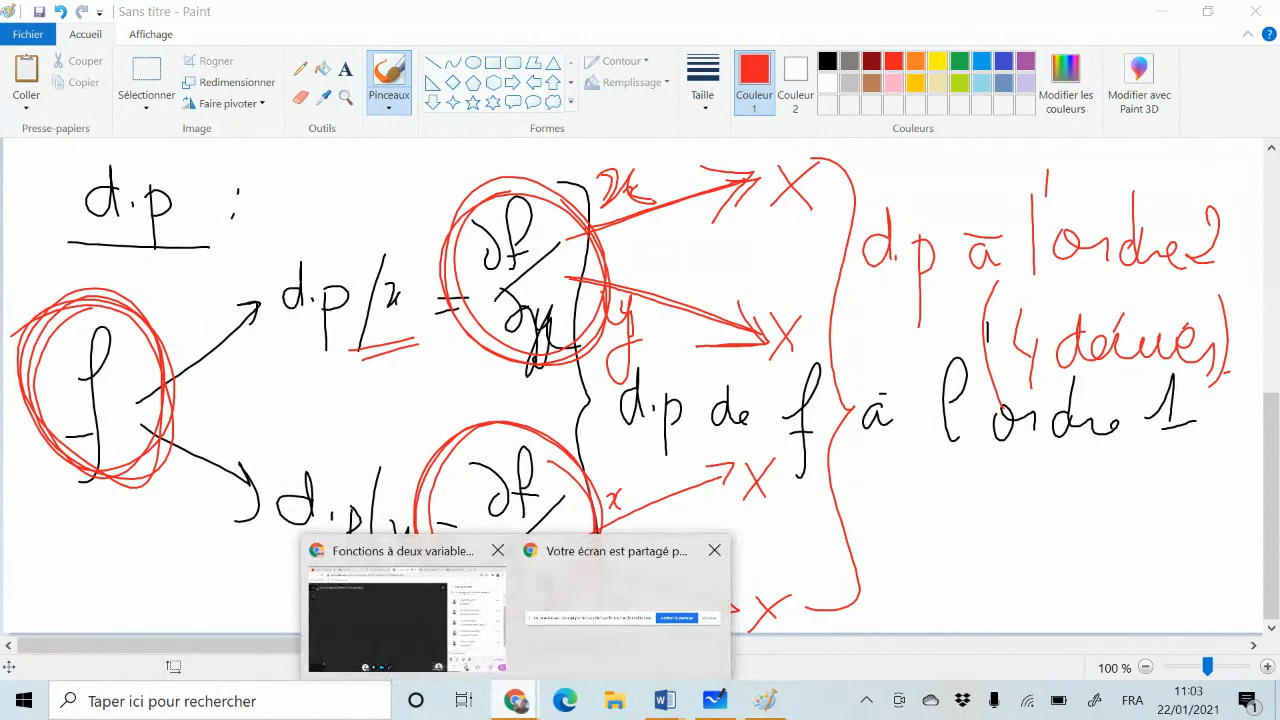 Sans titre - Paint
Fichier Accueil Affichage
Coller
Couper
Copier
Presse-papiers
Sélectionner
Rogner
Redimensionner
Faire pivoter
Image
Outils
Pinceaux
Contour
Remplissage
Formes
Taille
Couleur 1
Couleur 2
Modifier les couleurs
Modifier avec Paint 3D
Couleurs
d.p :
f
d.p/x = ∂f/∂x
x X
y X
d.p à l'ordre 2
(4 dérivées)
d.p de f à l'ordre 1
d.p/y = ∂f
x X
X
Fonctions à deux variable...
Votre écran est partagé p...
100 %
Taper ici pour rechercher
FRA
11:03
22/01/2021